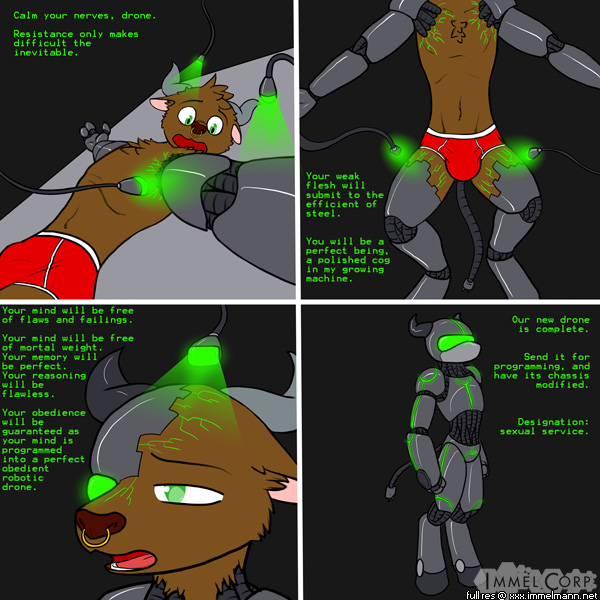 Calm your nerves, drone.
Resistance only makes
difficult the
inevitable.
Your weak
flesh will
submit to the
efficient of
steel.
You will be a
perfect being,
a polished cog
in my growing
machine.
Your mind will be free
of flaws and failings.
Your mind will be free
of mortal weight.
Your memory will
be perfect.
Your reasoning
will be
flawless.
Your obedience
will be
guaranteed as
your mind is
programmed
into a perfect
obedient
robotic
drone.
Our new drone
is complete.
Send it for
programming, and
have its chassis
modified.
Designation:
sexual service.
IMMEL CORP
full res @ xxx.immelmann.net